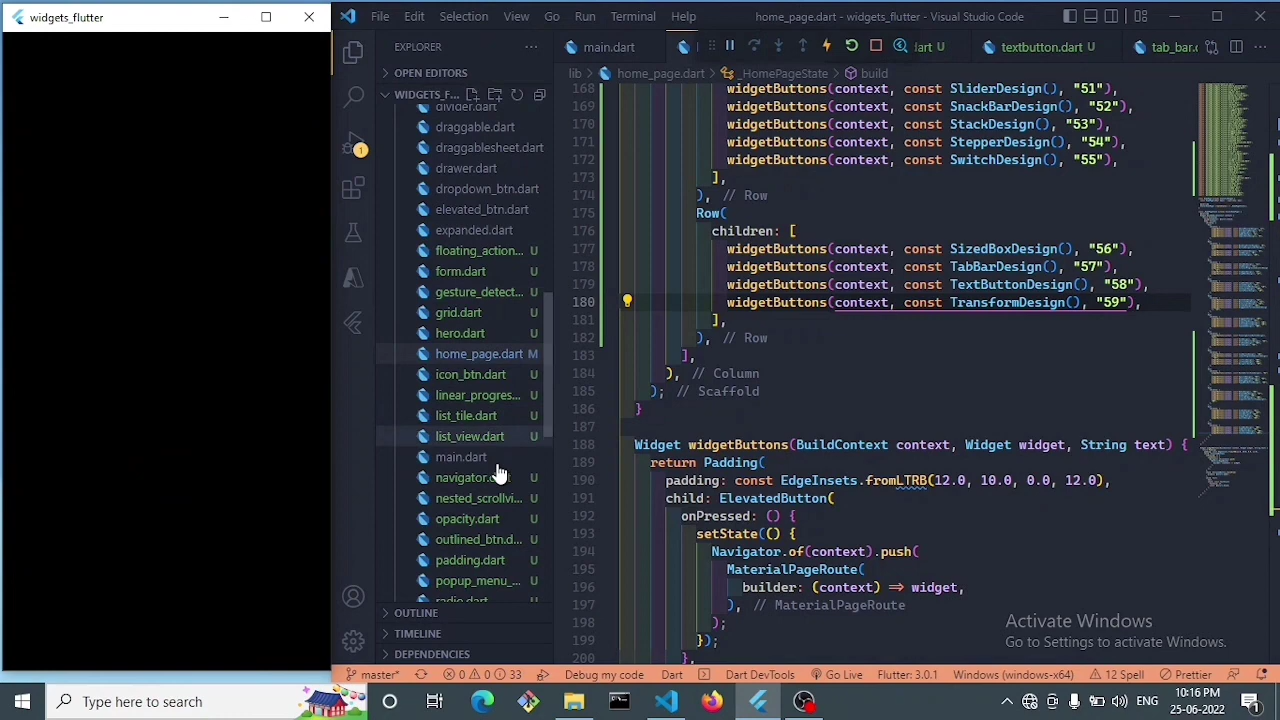 widgets_flutter
File Edit Selection View Go Run Terminal Help
home_page.dart - widgets_flutter - Visual Studio Code
EXPLORER
OPEN EDITORS
WIDGETS_F...
divider.dart
draggable.dart
draggablesheet.dart
drawer.dart
dropdown_btn.dart
elevated_btn.dart
expanded.dart
floating_actio... U
form.dart U
gesture_detec... U
grid.dart U
hero.dart U
home_page.dart M
icon_btn.dart U
linear_progres... U
list_tile.dart U
list_view.dart U
main.dart
navigator. U
nested_scrollvi... U
opacity.dart U
outlined_btn.d... U
padding.dart U
popup_menu_... U
radio.dart U
OUTLINE
TIMELINE
DEPENDENCIES
1
main.dart
art U
textbutton.dart U
tab_bar.
lib > home_page.dart > _HomePageState > build
168 widgetButtons(context, const SliderDesign(), "51"),
169 widgetButtons(context, const SnackBarDesign(), "52"),
170 widgetButtons(context, const StackDesign(), "53"),
171 widgetButtons(context, const StepperDesign(), "54"),
172 widgetButtons(context, const SwitchDesign(), "55"),
173 ],
174 ), // Row
175 Row(
176 children: [
177 widgetButtons(context, const SizedBoxDesign(), "56"),
178 widgetButtons(context, const TabBarDesign(), "57"),
179 widgetButtons(context, const TextButtonDesign(), "58"),
180 widgetButtons(context, const TransformDesign(), "59"),
181 ],
182 ), // Row
183 ],
184 ), // Column
185 ); // Scaffold
186 }
187
188 Widget widgetButtons(BuildContext context, Widget widget, String text) {
189 return Padding(
190 padding: const EdgeInsets.fromLTRB(12.0, 10.0, 0.0, 12.0),
191 child: ElevatedButton(
192 onPressed: () {
193 setState(() {
194 Navigator.of(context).push(
195 MaterialPageRoute(
196 builder: (context) => widget,
197 ), // MaterialPageRoute
198 );
199 });
200 },
Activate Windows
Go to Settings to activate Windows.
master* 0 0 33 Debug my code Dart Dart DevTools Go Live Flutter: 3.0.1 Windows (windows-x64) 12 Spell Prettier
Type here to search
ENG
10:16 PM
25-06-2022
1